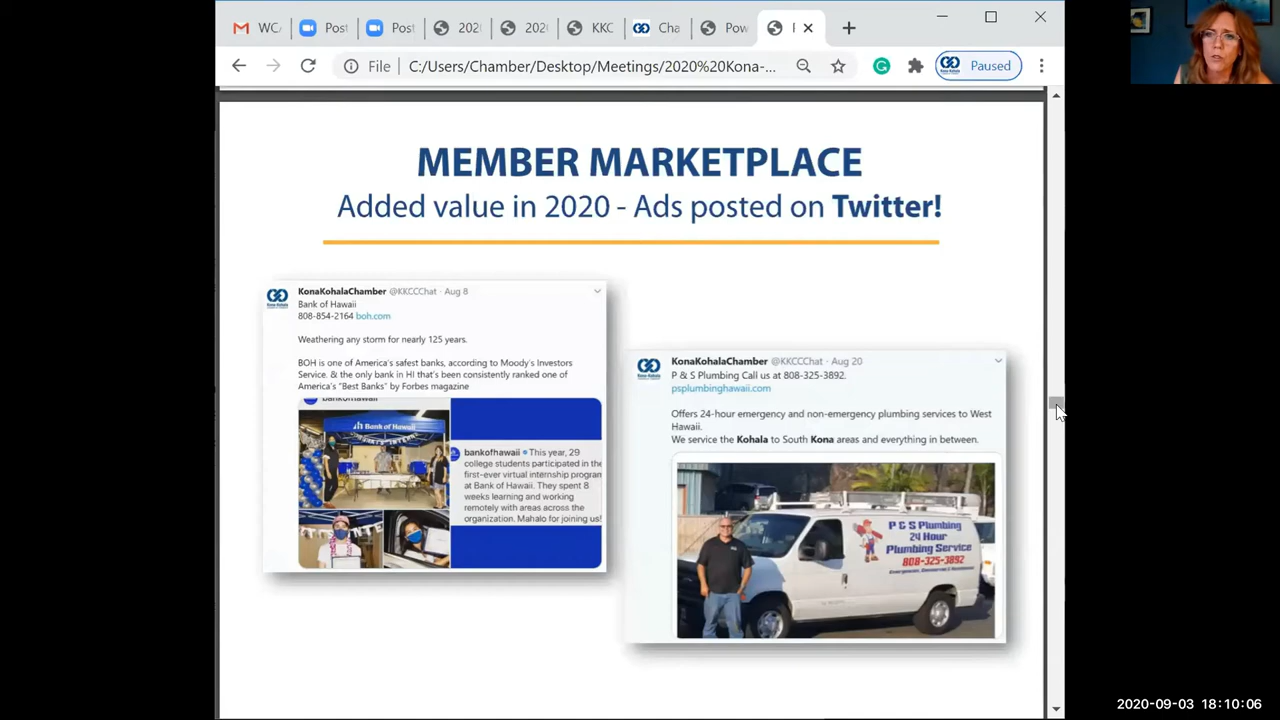 WCA
Post
Post
202
202
KKC
Cha
Pow
File
C:/Users/Chamber/Desktop/Meetings/2020%20Kona-...
Paused
MEMBER MARKETPLACE
Added value in 2020 - Ads posted on Twitter!
KonaKohalaChamber @KKCCChat · Aug 8
Bank of Hawaii
808-854-2164 boh.com
Weathering any storm for nearly 125 years.
BOH is one of America's safest banks, according to Moody's Investors
Service. & the only bank in HI that's been consistently ranked one of
America's "Best Banks" by Forbes magazine
bankofhawaii
Bank of Hawaii
bankofhawaii This year, 29
college students participated in the
first-ever virtual internship program
at Bank of Hawaii. They spent 8
weeks learning and working
remotely with areas across the
organization. Mahalo for joining us!
KonaKohalaChamber @KKCCChat · Aug 20
P & S Plumbing Call us at 808-325-3892.
psplumbinghawaii.com
Offers 24-hour emergency and non-emergency plumbing services to West
Hawaii.
We service the Kohala to South Kona areas and everything in between.
P & S Plumbing
24 Hour
Plumbing Service
808-325-3892
2020-09-03 18:10:06